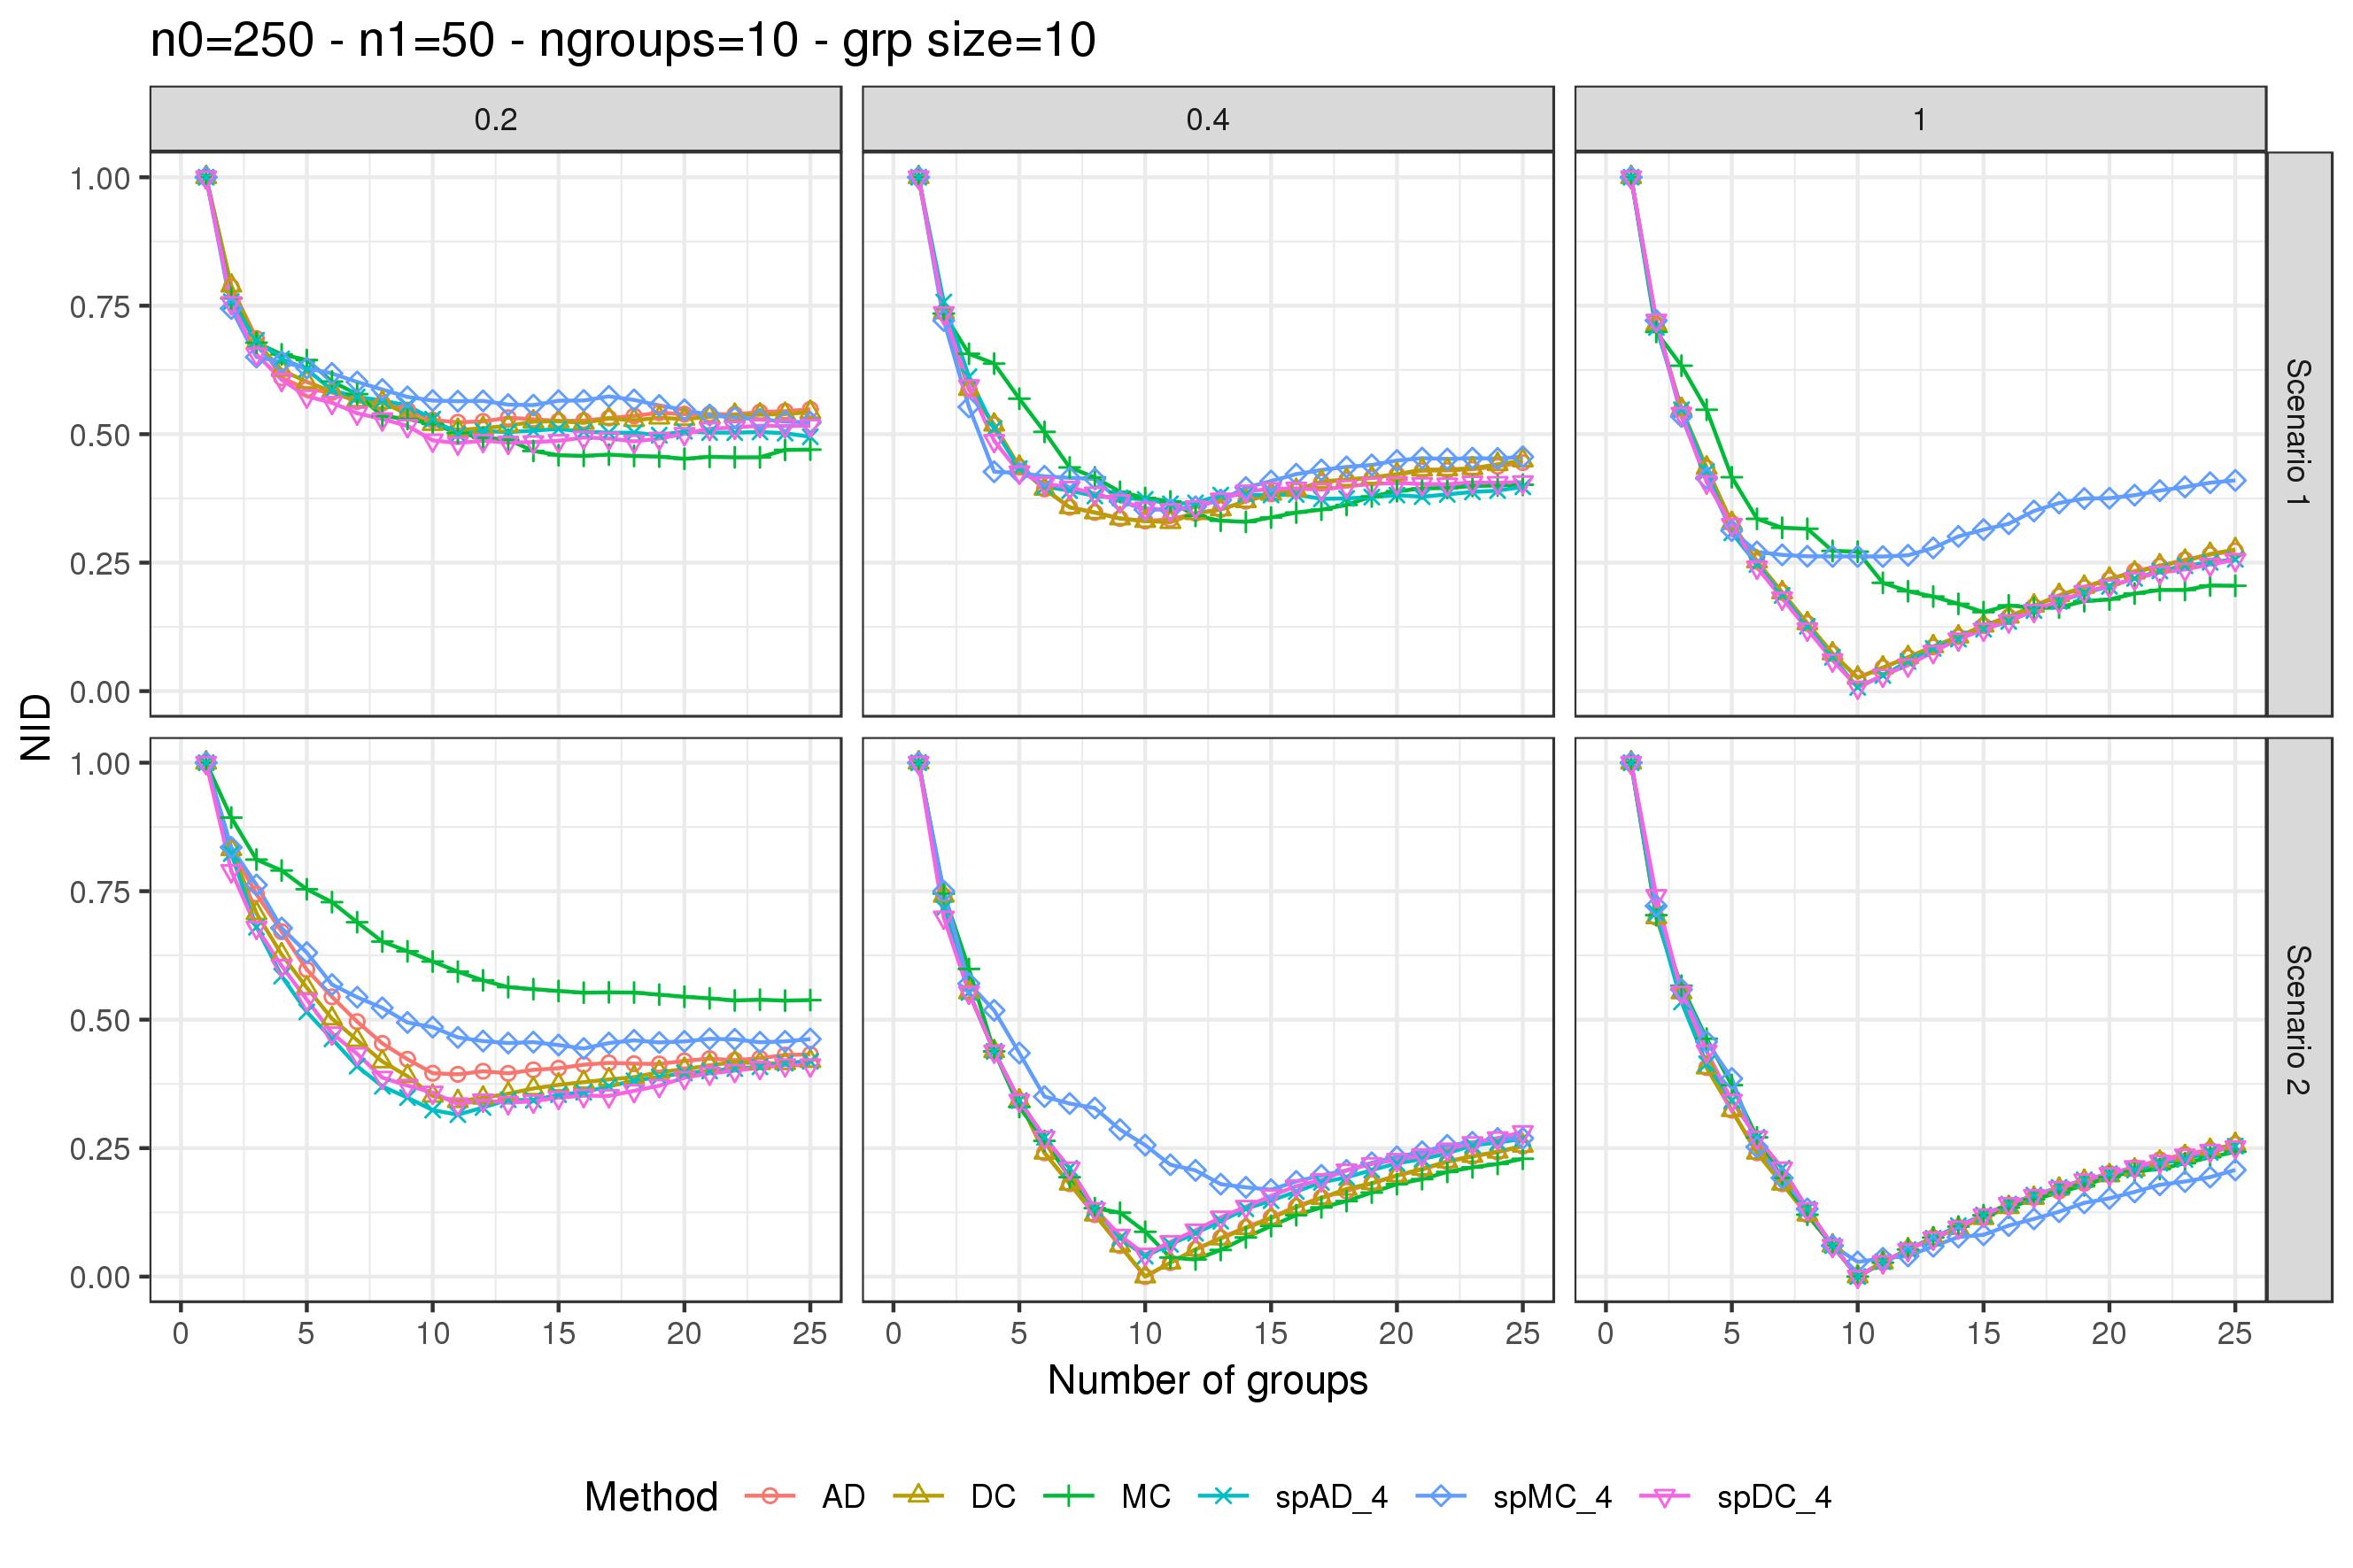 n0=250 - n1=50 - ngroups=10 - grp size=10
0.2 0.4 1
1.00
0.75
0.50
0.25
0.00
Scenario 1
NID
1.00
0.75
0.50
0.25
0.00
Scenario 2
0 5 10 15 20 25 0 5 10 15 20 25 0 5 10 15 20 25
Number of groups
Method AD DC MC spAD_4 spMC_4 spDC_4